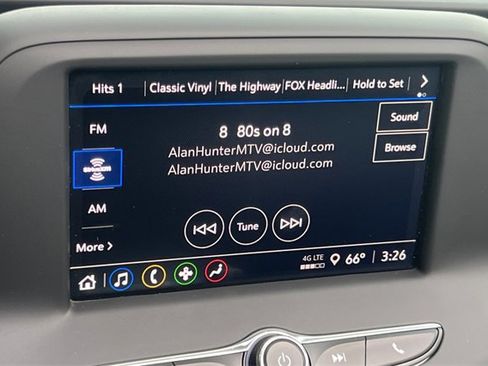 Hits 1 Classic Vinyl The Highway FOX Headli... Hold to Set
FM
8 80s on 8
Sound
AlanHunterMTV@icloud.com
Browse
SiriusXM
AlanHunterMTV@icloud.com
AM
Tune
More
4G LTE
66° 3:26